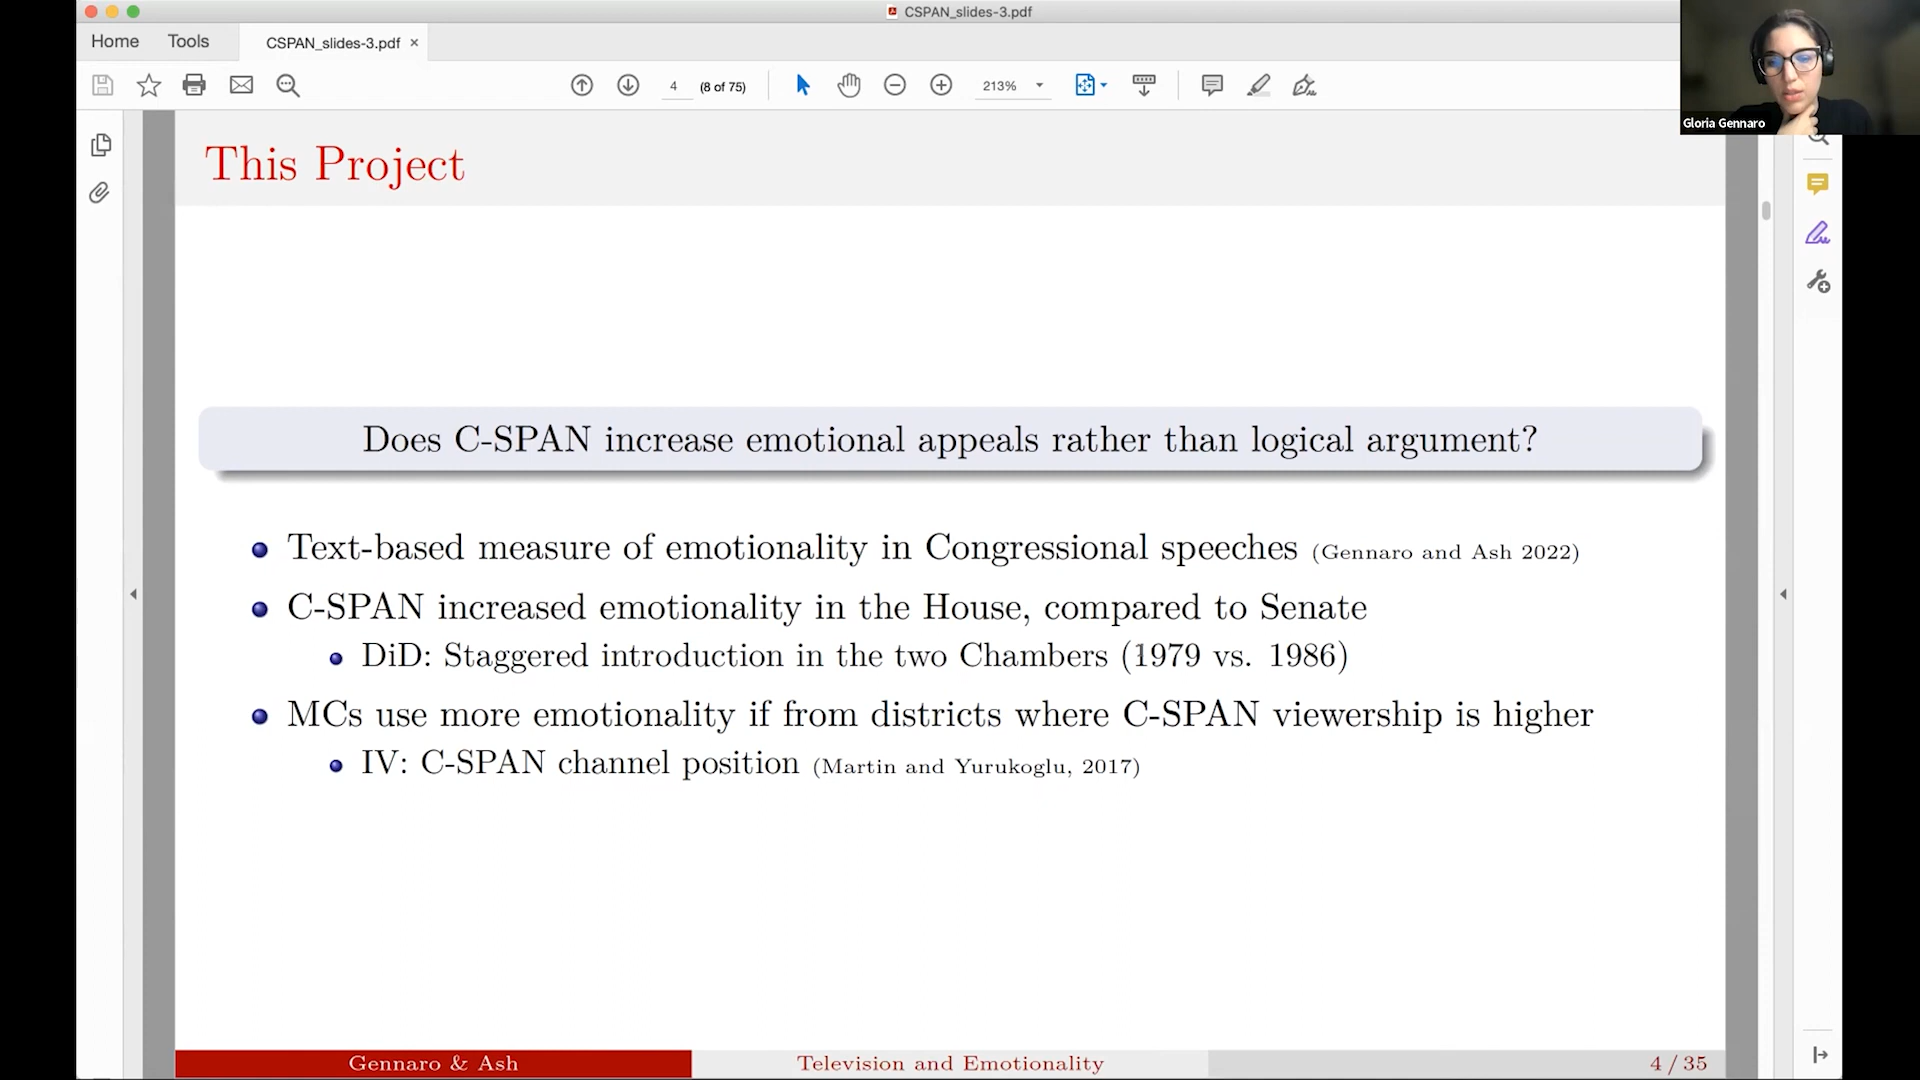 CSPAN_slides-3.pdf
Home Tools CSPAN_slides-3.pdf ×
4 (8 of 75) 213%
Gloria Gennaro
This Project
Does C-SPAN increase emotional appeals rather than logical argument?
Text-based measure of emotionality in Congressional speeches (Gennaro and Ash 2022)
C-SPAN increased emotionality in the House, compared to Senate
DiD: Staggered introduction in the two Chambers (1979 vs. 1986)
MCs use more emotionality if from districts where C-SPAN viewership is higher
IV: C-SPAN channel position (Martin and Yurukoglu, 2017)
Gennaro & Ash Television and Emotionality 4 / 35